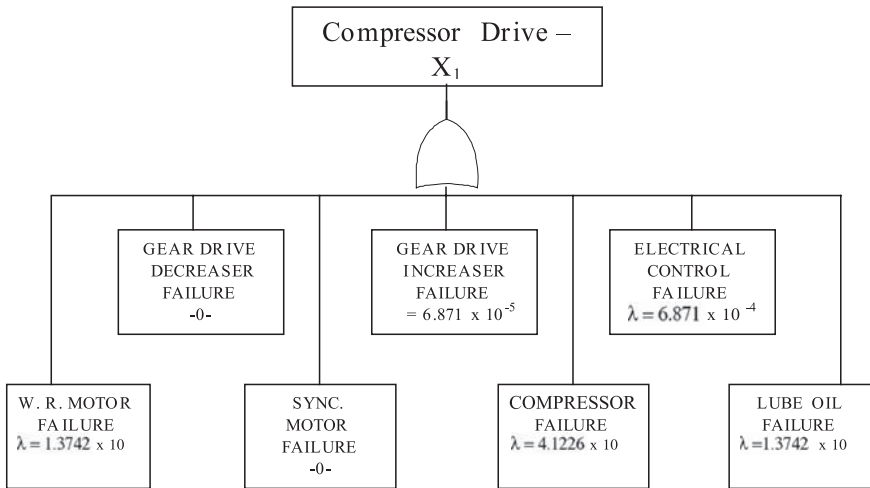 Compressor Drive –
X₁
GEAR DRIVE
DECREASER
FAILURE
-0-
GEAR DRIVE
INCREASER
FAILURE
= 6.871 x 10⁻⁵
ELECTRICAL
CONTROL
FAILURE
λ = 6.871 x 10⁻⁴
W. R. MOTOR
FAILURE
λ = 1.3742 x 10
SYNC.
MOTOR
FAILURE
-0-
COMPRESSOR
FAILURE
λ = 4.1226 x 10
LUBE OIL
FAILURE
λ =1.3742 x 10